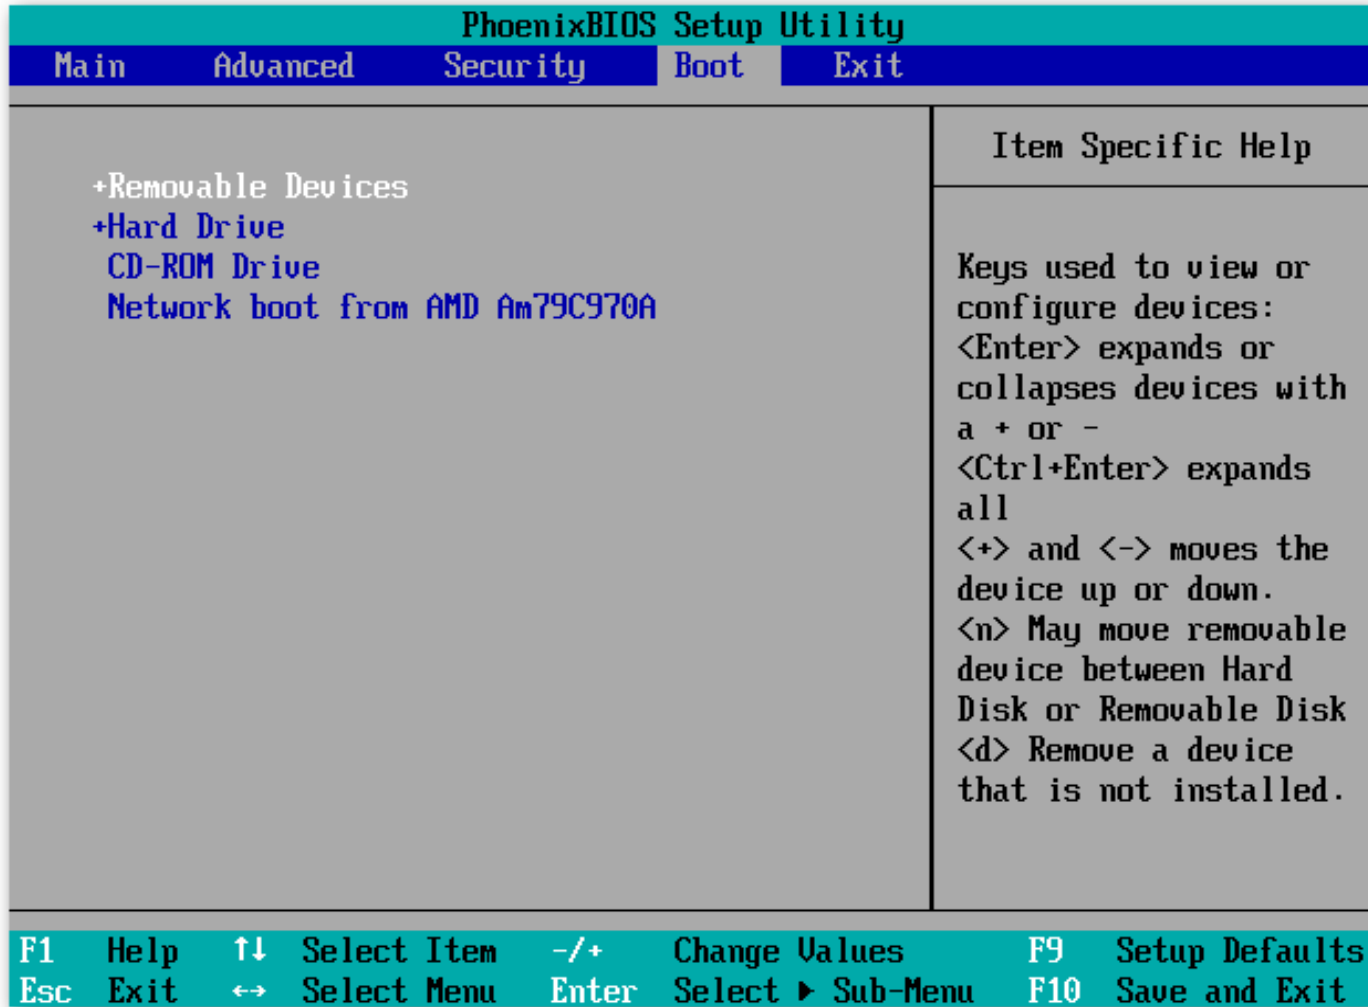 PhoenixBIOS Setup Utility
Main Advanced Security Boot Exit
+Removable Devices
+Hard Drive
CD-ROM Drive
Network boot from AMD Am79C970A
Item Specific Help
Keys used to view or
configure devices:
<Enter> expands or
collapses devices with
a + or -
<Ctrl+Enter> expands
all
<+> and <-> moves the
device up or down.
<n> May move removable
device between Hard
Disk or Removable Disk
<d> Remove a device
that is not installed.
F1 Help ↑↓ Select Item -/+ Change Values F9 Setup Defaults
Esc Exit ↔ Select Menu Enter Select ▶ Sub-Menu F10 Save and Exit